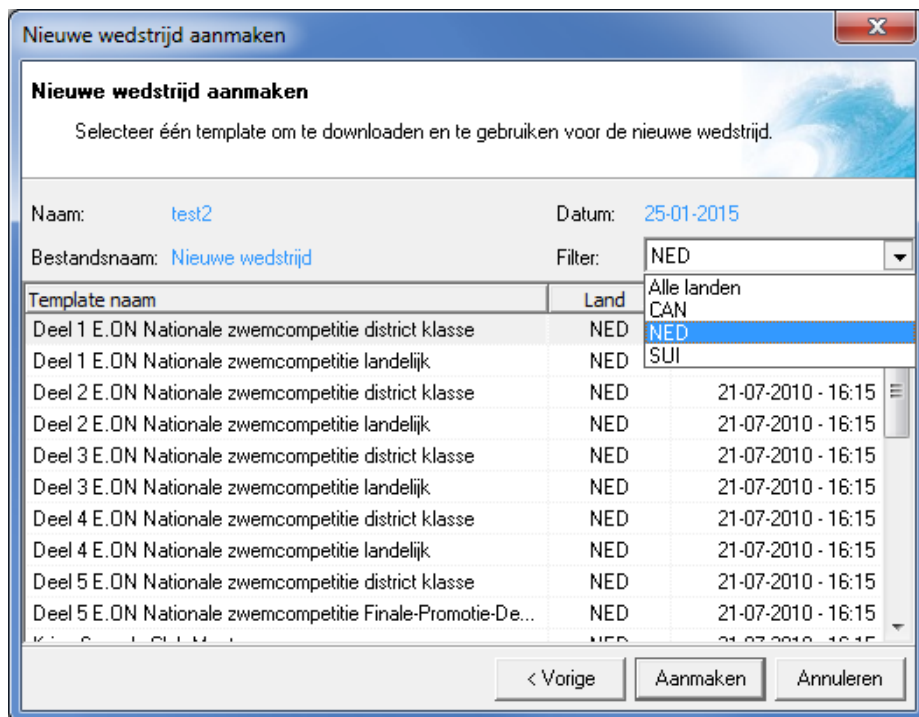 Nieuwe wedstrijd aanmaken
Nieuwe wedstrijd aanmaken
Selecteer één template om te downloaden en te gebruiken voor de nieuwe wedstrijd.
Naam: test2 Datum: 25-01-2015
Bestandsnaam: Nieuwe wedstrijd Filter: NED
Alle landen
CAN
NED
SUI
Template naam Land
Deel 1 E.ON Nationale zwemcompetitie district klasse NED
Deel 1 E.ON Nationale zwemcompetitie landelijk NED
Deel 2 E.ON Nationale zwemcompetitie district klasse NED 21-07-2010 - 16:15
Deel 2 E.ON Nationale zwemcompetitie landelijk NED 21-07-2010 - 16:15
Deel 3 E.ON Nationale zwemcompetitie district klasse NED 21-07-2010 - 16:15
Deel 3 E.ON Nationale zwemcompetitie landelijk NED 21-07-2010 - 16:15
Deel 4 E.ON Nationale zwemcompetitie district klasse NED 21-07-2010 - 16:15
Deel 4 E.ON Nationale zwemcompetitie landelijk NED 21-07-2010 - 16:15
Deel 5 E.ON Nationale zwemcompetitie district klasse NED 21-07-2010 - 16:15
Deel 5 E.ON Nationale zwemcompetitie Finale-Promotie-De... NED 21-07-2010 - 16:15
< Vorige Aanmaken Annuleren